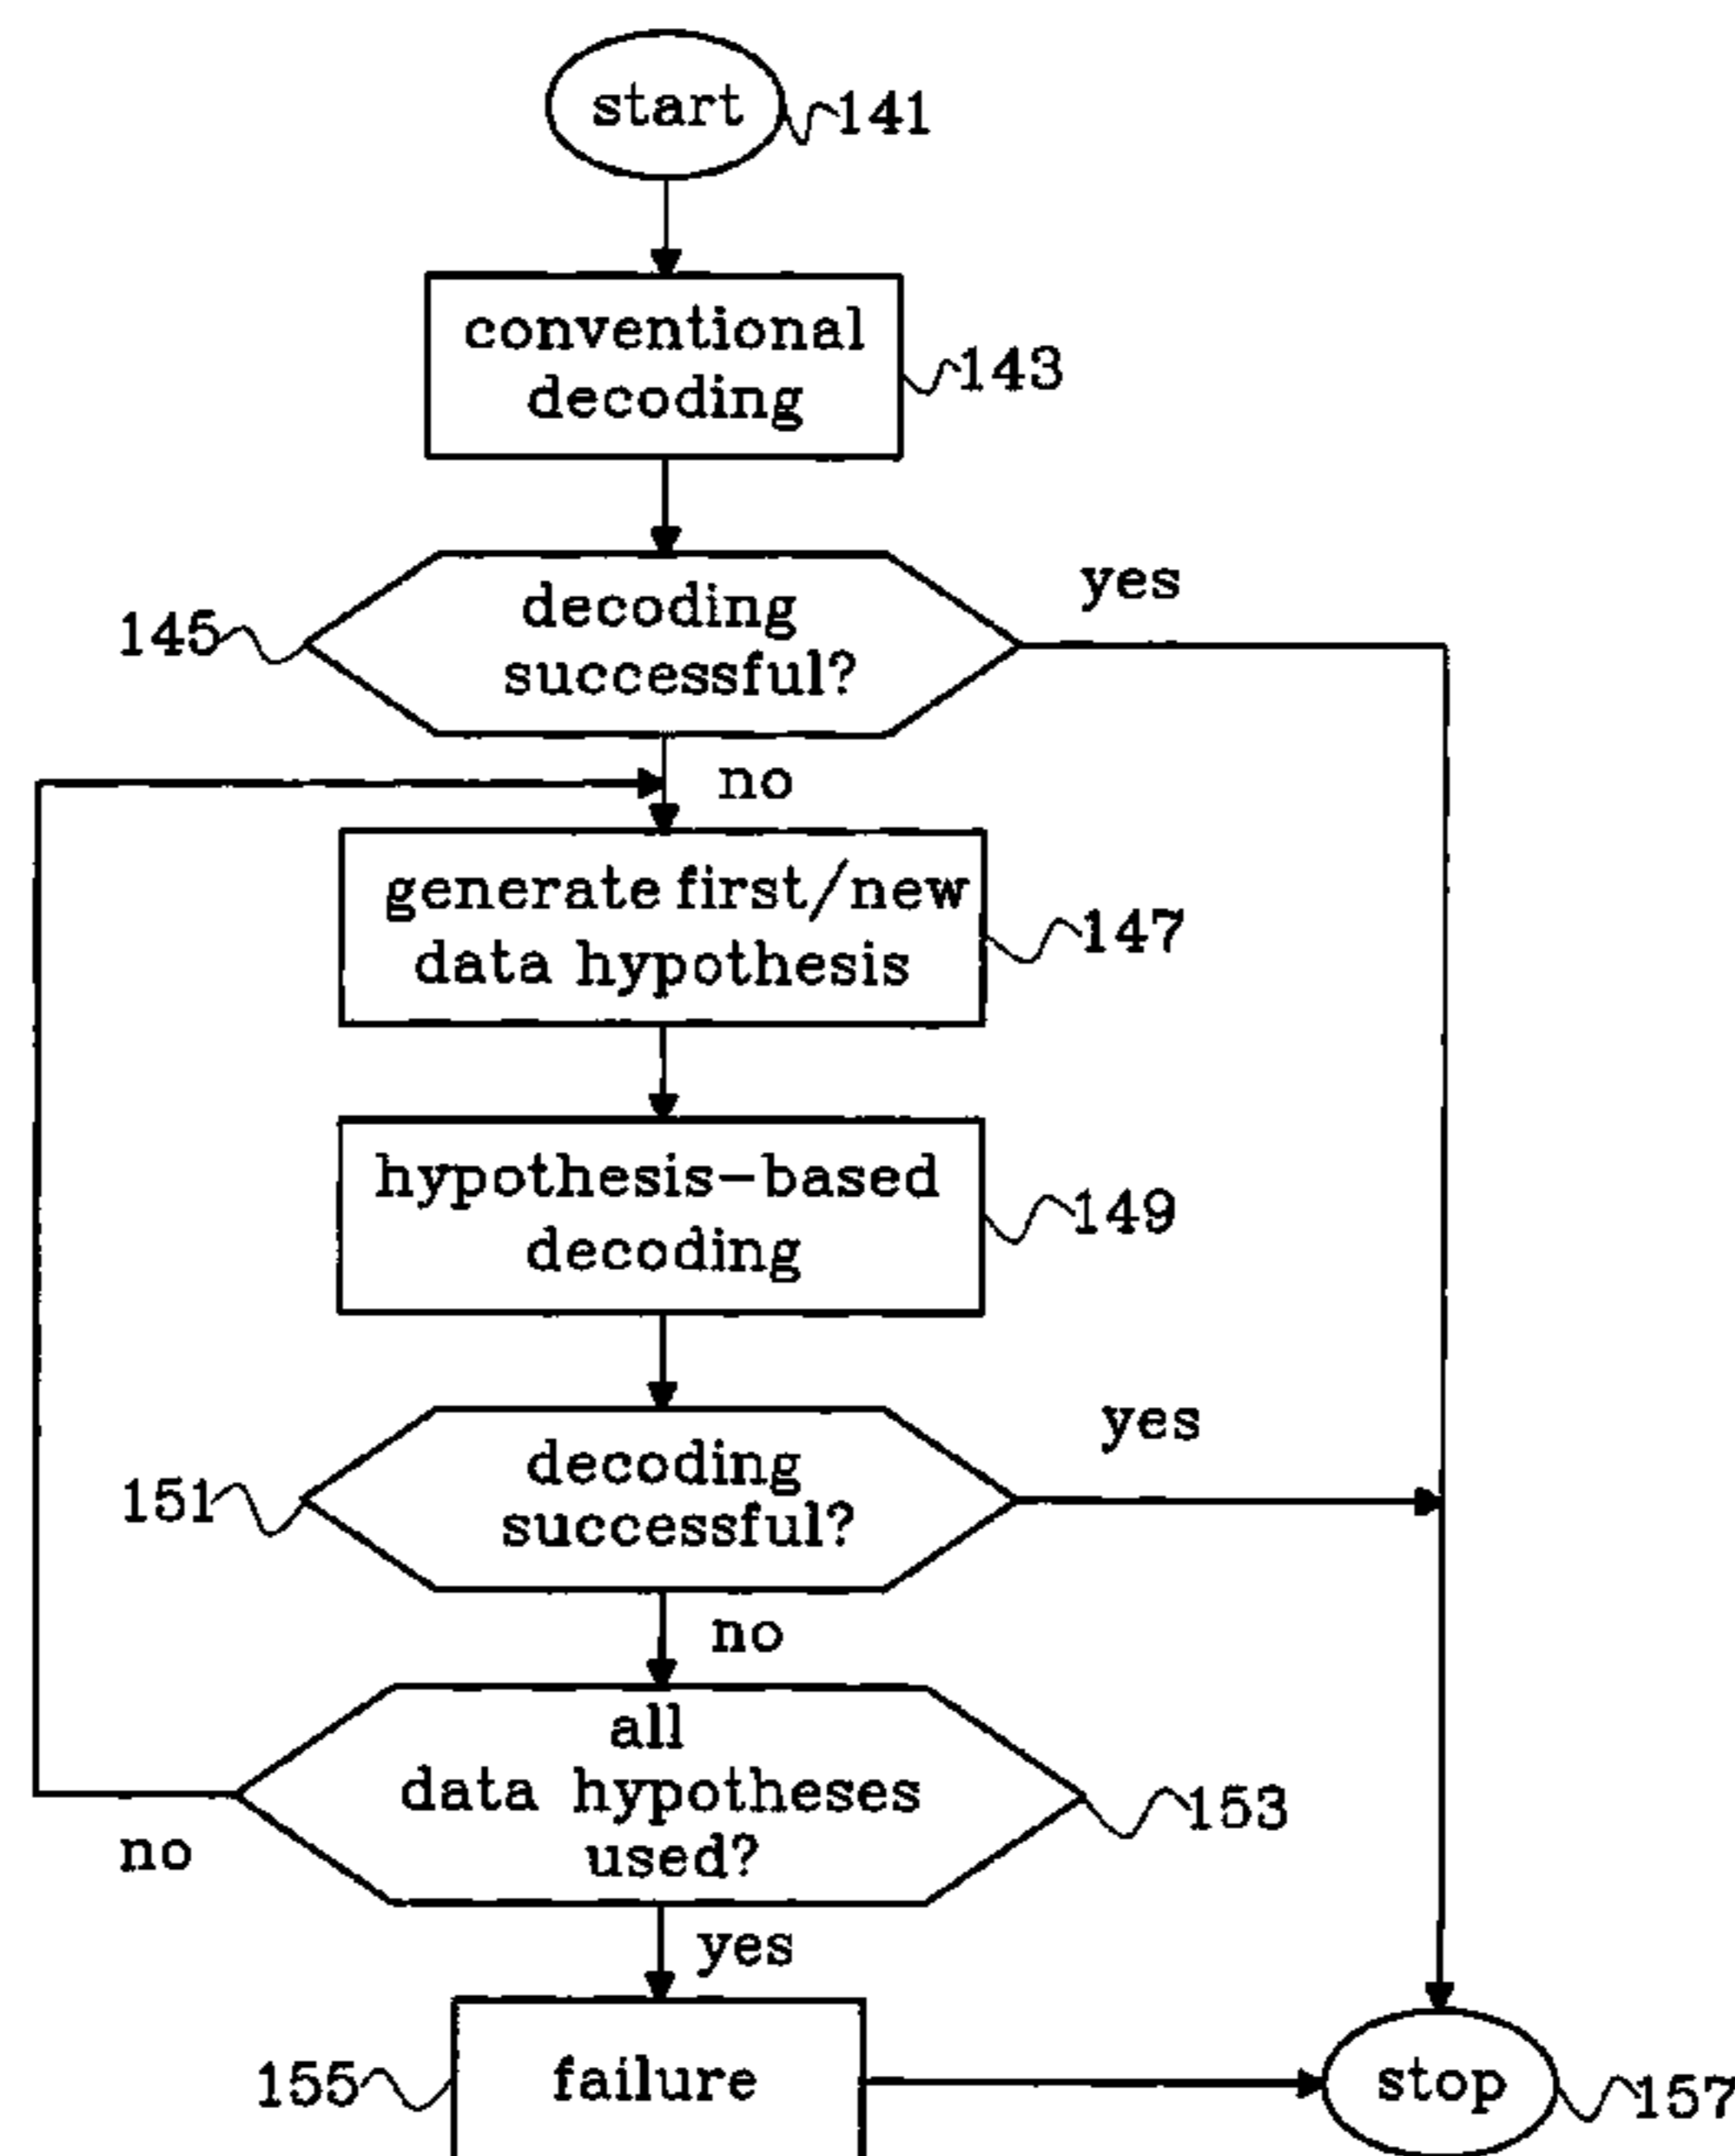 start
141
conventional
decoding
143
decoding
successful?
145
yes
no
generate first/new
data hypothesis
147
hypothesis-based
decoding
149
decoding
successful?
151
yes
no
all
data hypotheses
used?
153
no
yes
failure
155
stop
157